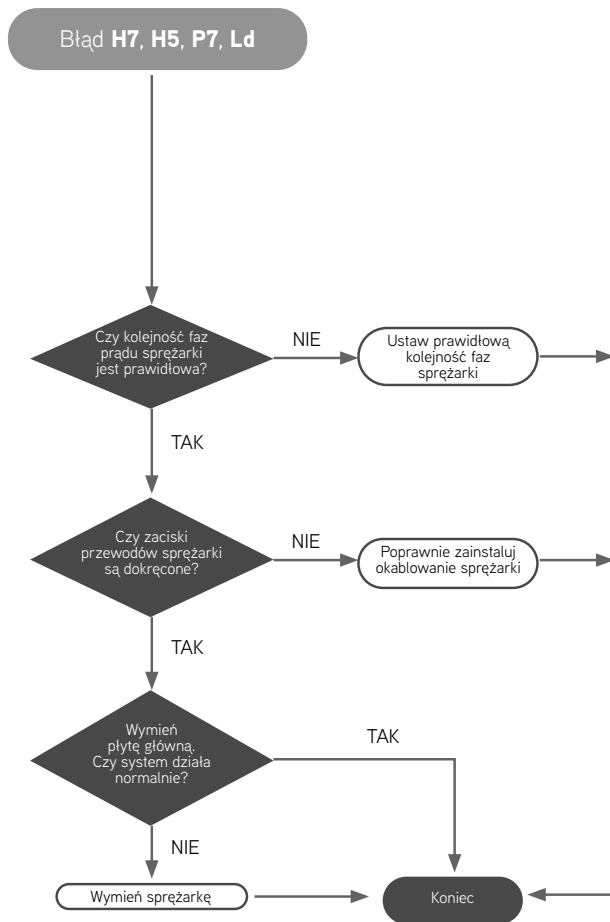 Błąd H7, H5, P7, Ld
Czy kolejność faz
prądu sprężarki
jest prawidłowa?
NIE
Ustaw prawidłową
kolejność faz
sprężarki
TAK
Czy zaciski
przewodów sprężarki
są dokręcone?
NIE
Poprawnie zainstaluj
okablowanie sprężarki
TAK
Wymień
płytę główną.
Czy system działa
normalnie?
TAK
NIE
Wymień sprężarkę
Koniec